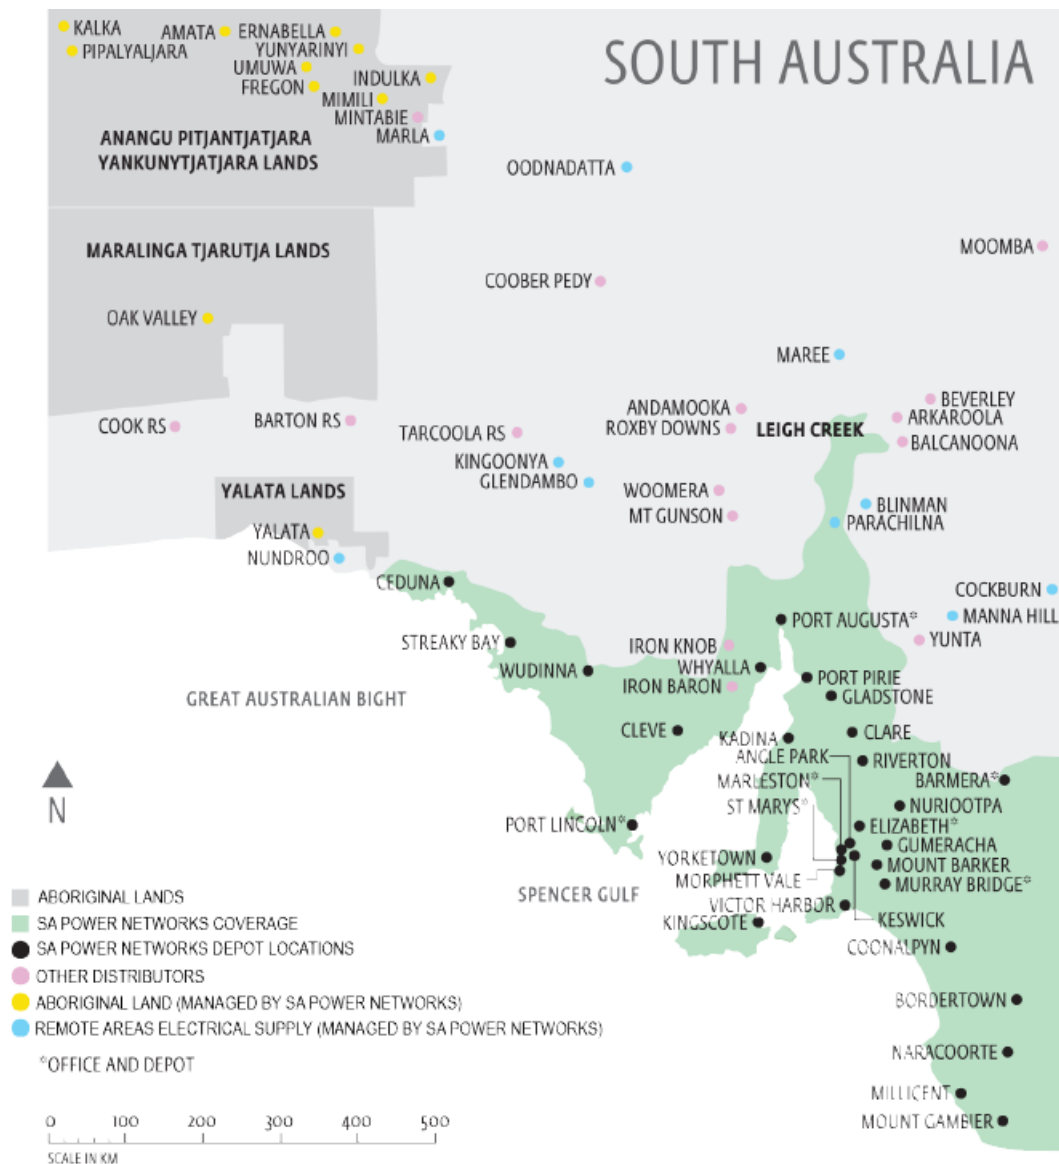 SOUTH AUSTRALIA
KALKA
PIPALYALJARA
AMATA
ERNABELLA
YUNYARINYI
UMUWA
FREGON
INDULKA
MIMILI
MINTABIE
MARLA
ANANGU PITJANTJATJARA
YANKUNYTJATJARA LANDS
OODNADATTA
MARALINGA TJARUTJA LANDS
MOOMBA
COOBER PEDY
OAK VALLEY
MAREE
BEVERLEY
ANDAMOOKA
ARKAROOLA
COOK RS
BARTON RS
TARCOOLA RS
ROXBY DOWNS
LEIGH CREEK
BALCANOONA
KINGOONYA
GLENDAMBO
YALATA LANDS
WOOMERA
BLINMAN
MT GUNSON
PARACHILNA
YALATA
NUNDROO
CEDUNA
COCKBURN
MANNA HILL
PORT AUGUSTA*
STREAKY BAY
IRON KNOB
YUNTA
WUDINNA
WHYALLA
PORT PIRIE
IRON BARON
GLADSTONE
GREAT AUSTRALIAN BIGHT
CLEVE
KADINA
CLARE
ANGLE PARK
RIVERTON
MARLESTON*
BARMERA*
ST MARYS*
NURIOOTPA
N
PORT LINCOLN*
ELIZABETH*
GUMERACHA
YORKETOWN
MOUNT BARKER
MORPHETT VALE
MURRAY BRIDGE*
SPENCER GULF
VICTOR HARBOR
KINGSCOTE
KESWICK
COONALPYN
BORDERTOWN
NARACOORTE
MILLICENT
MOUNT GAMBIER
ABORIGINAL LANDS
SA POWER NETWORKS COVERAGE
SA POWER NETWORKS DEPOT LOCATIONS
OTHER DISTRIBUTORS
ABORIGINAL LAND (MANAGED BY SA POWER NETWORKS)
REMOTE AREAS ELECTRICAL SUPPLY (MANAGED BY SA POWER NETWORKS)
*OFFICE AND DEPOT
0 100 200 300 400 500
SCALE IN KM